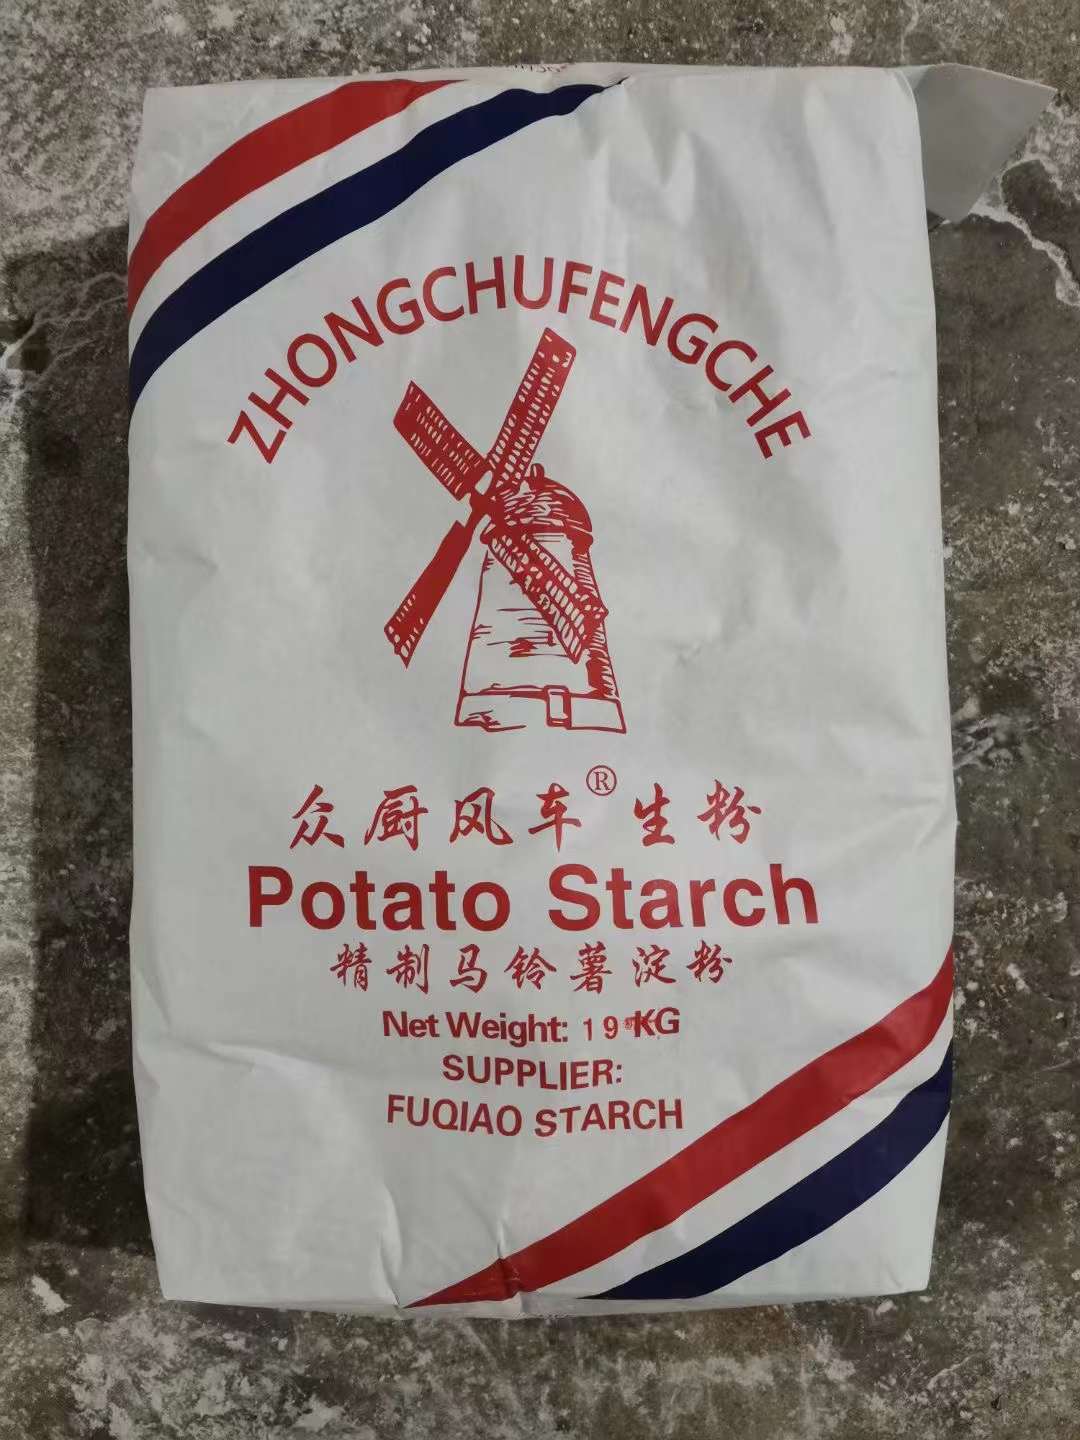 ZHONGCHUFENGCHE
众厨风车®生粉
Potato Starch
精制马铃薯淀粉
Net Weight: 19 KG
SUPPLIER:
FUQIAO STARCH